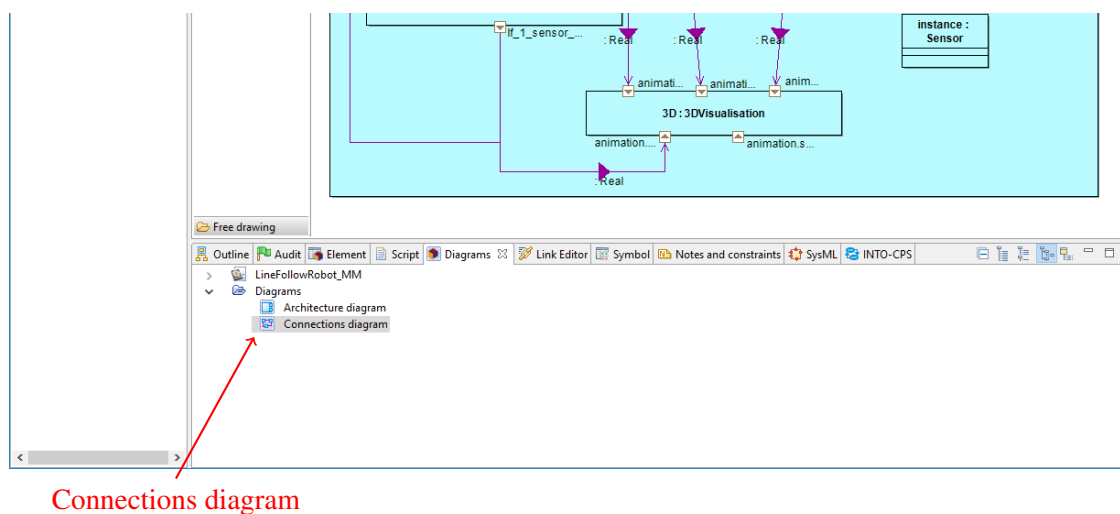 instance :
Sensor
lf_1_sensor_...
: Real
: Real
: Real
animati...
animati...
anim...
3D : 3DVisualisation
animation....
animation.s...
: Real
Free drawing
Outline Audit Element Script Diagrams Link Editor Symbol Notes and constraints SysML INTO-CPS
LineFollowRobot_MM
Diagrams
Architecture diagram
Connections diagram
Connections diagram